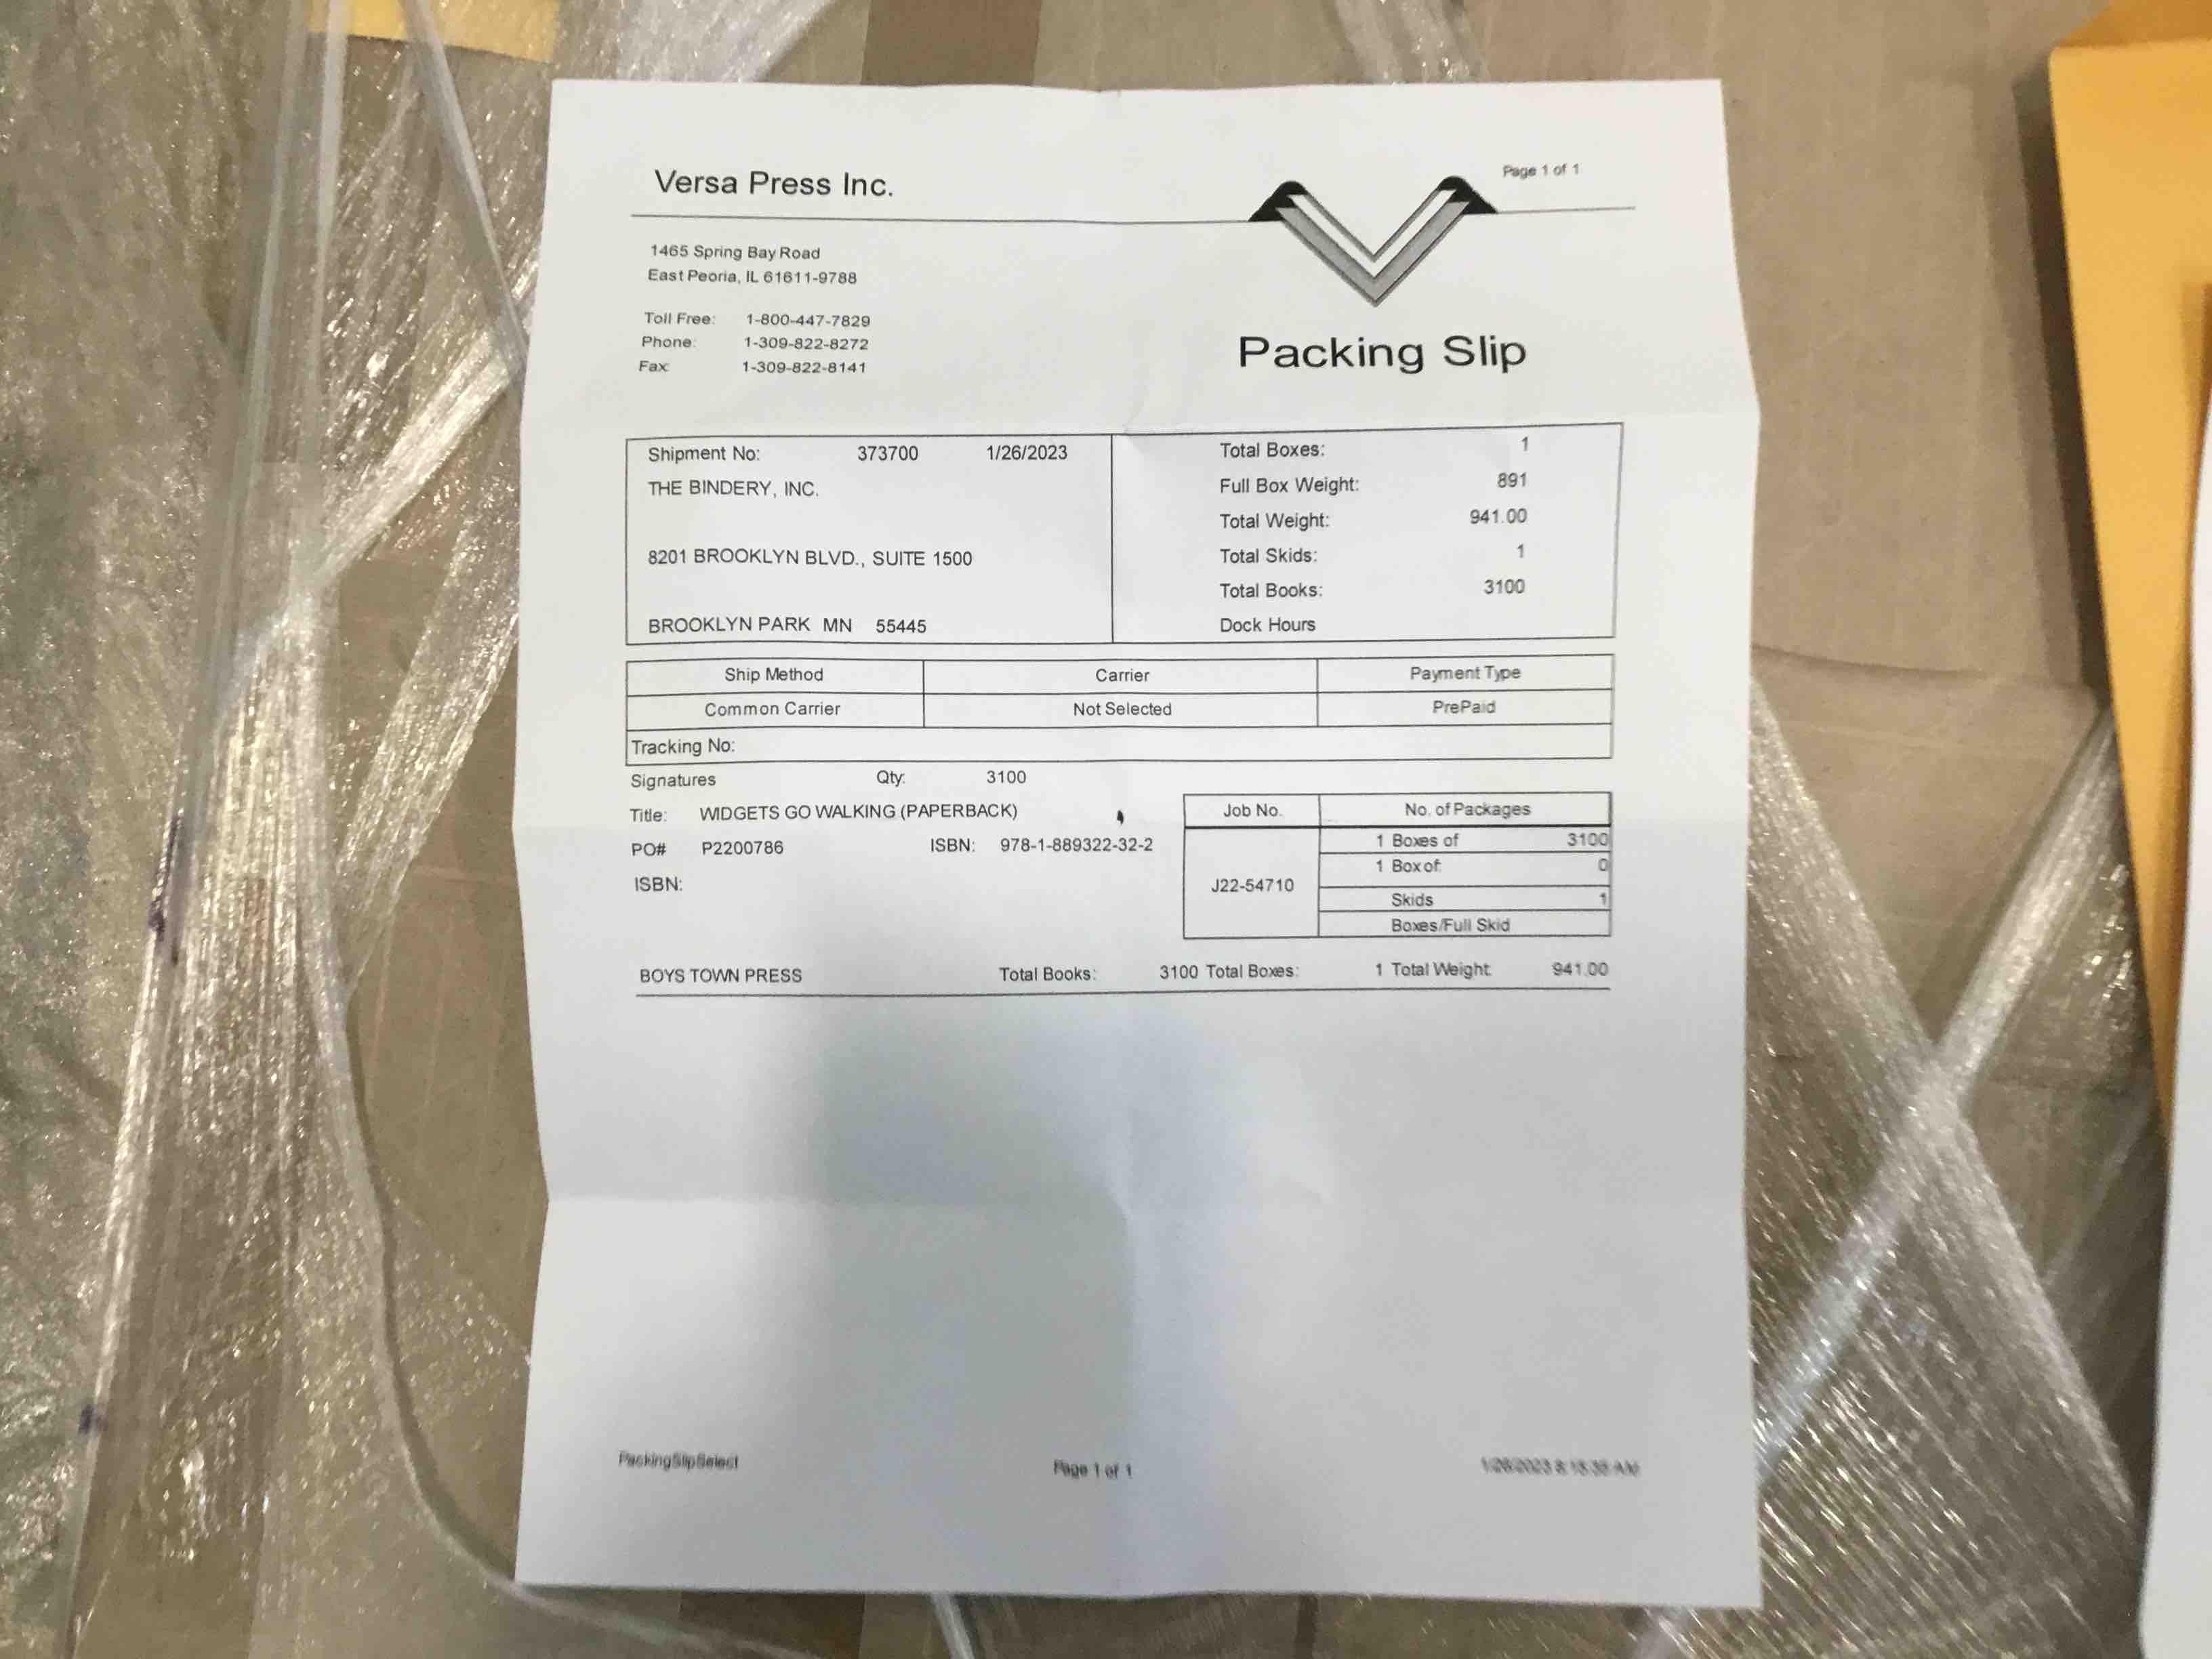 Page 1 of 1
Versa Press Inc.
1465 Spring Bay Road
East Peoria, IL 61611-9788
Toll Free: 1-800-447-7829
Phone: 1-309-822-8272
Fax: 1-309-822-8141
Packing Slip
Shipment No: 373700 1/26/2023
THE BINDERY, INC.
8201 BROOKLYN BLVD., SUITE 1500
BROOKLYN PARK MN 55445
Total Boxes: 1
Full Box Weight: 891
Total Weight: 941.00
Total Skids: 1
Total Books: 3100
Dock Hours
Ship Method Carrier Payment Type
Common Carrier Not Selected PrePaid
Tracking No:
Signatures Qty: 3100
Title: WIDGETS GO WALKING (PAPERBACK)
PO# P2200786 ISBN: 978-1-889322-32-2
ISBN:
Job No. No. of Packages
J22-54710
1 Boxes of 3100
1 Box of: 0
Skids 1
Boxes/Full Skid
BOYS TOWN PRESS Total Books: 3100 Total Boxes: 1 Total Weight: 941.00
PackingSlipSelect Page 1 of 1 1/26/2023 AM